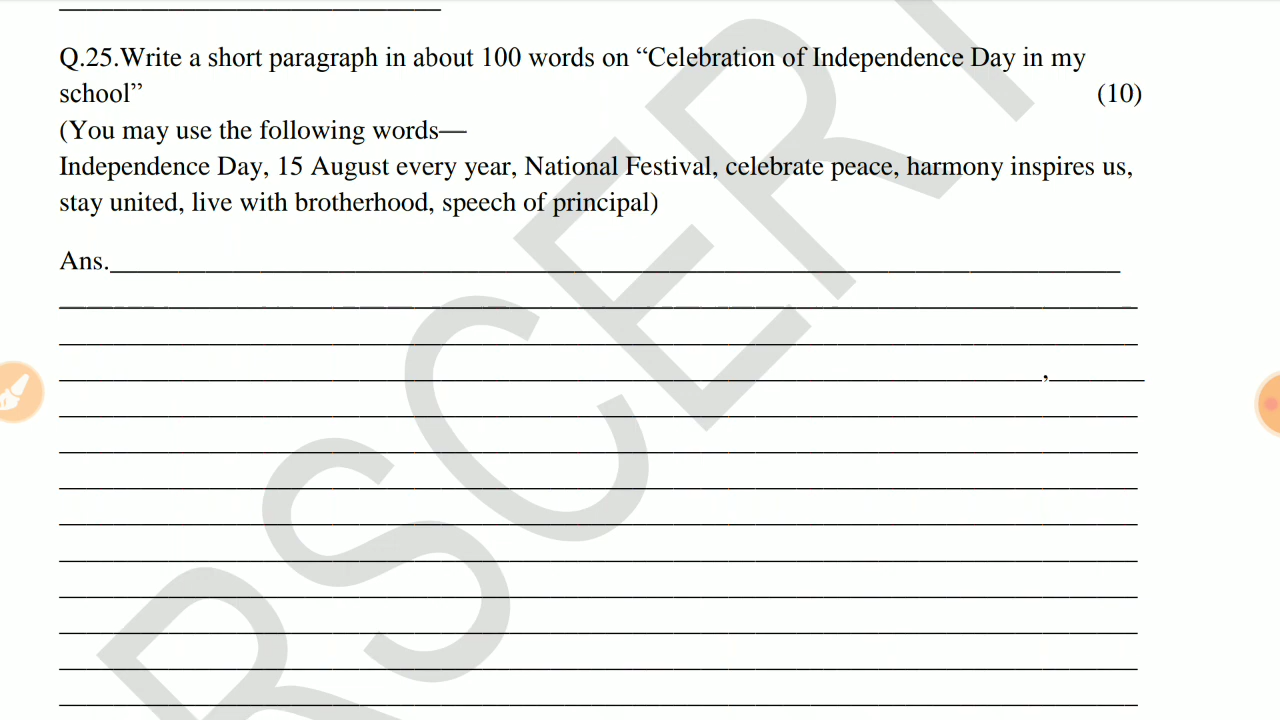 Q.25.Write a short paragraph in about 100 words on “Celebration of Independence Day in my
school” (10)
(You may use the following words—
Independence Day, 15 August every year, National Festival, celebrate peace, harmony inspires us,
stay united, live with brotherhood, speech of principal)
Ans.
,
RSCERT